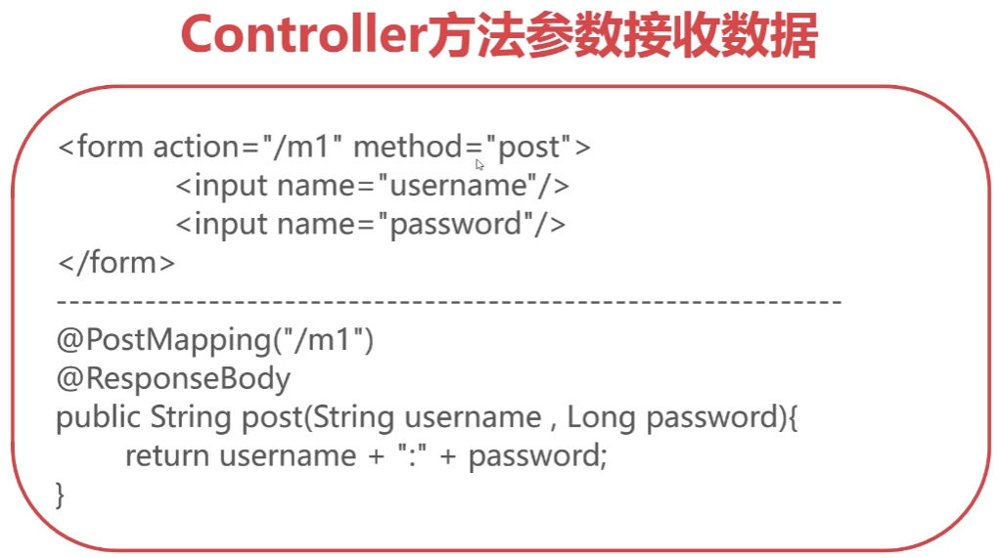 Controller方法参数接收数据
<form action="/m1" method="post">
<input name="username"/>
<input name="password"/>
</form>
--------------------------------------------------------------
@PostMapping("/m1")
@ResponseBody
public String post(String username , Long password){
return username + ":" + password;
}